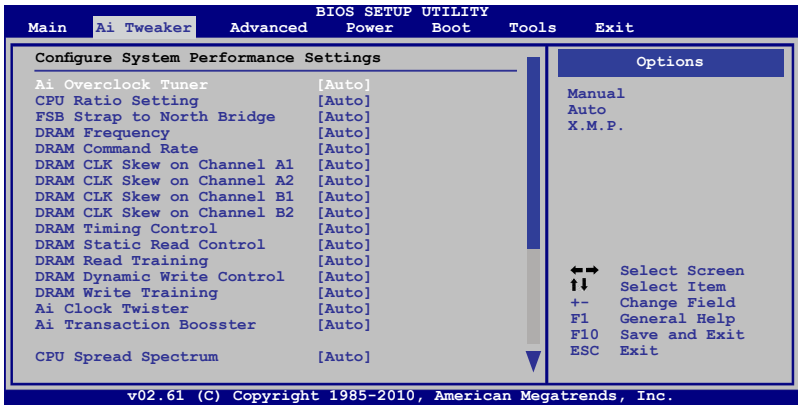 BIOS SETUP UTILITY
Main Ai Tweaker Advanced Power Boot Tools Exit
Configure System Performance Settings
Ai Overclock Tuner [Auto]
CPU Ratio Setting [Auto]
FSB Strap to North Bridge [Auto]
DRAM Frequency [Auto]
DRAM Command Rate [Auto]
DRAM CLK Skew on Channel A1 [Auto]
DRAM CLK Skew on Channel A2 [Auto]
DRAM CLK Skew on Channel B1 [Auto]
DRAM CLK Skew on Channel B2 [Auto]
DRAM Timing Control [Auto]
DRAM Static Read Control [Auto]
DRAM Read Training [Auto]
DRAM Dynamic Write Control [Auto]
DRAM Write Training [Auto]
Ai Clock Twister [Auto]
Ai Transaction Boosster [Auto]
CPU Spread Spectrum [Auto]
Options
Manual
Auto
X.M.P.
←→ Select Screen
↑↓ Select Item
+- Change Field
F1 General Help
F10 Save and Exit
ESC Exit
v02.61 (C) Copyright 1985-2010, American Megatrends, Inc.